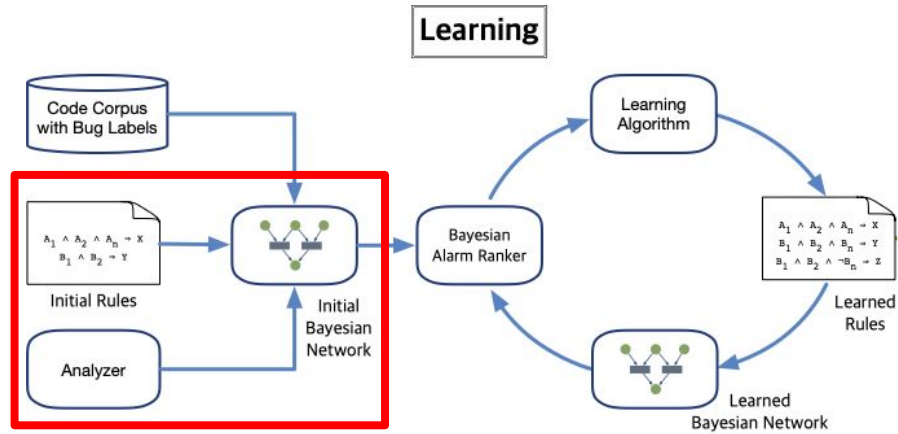 Learning
Code Corpus
with Bug Labels
A₁ ∧ A₂ ∧ Aₙ → X
B₁ ∧ B₂ → Y
Initial Rules
Analyzer
Initial
Bayesian
Network
Bayesian
Alarm Ranker
Learning
Algorithm
A₁ ∧ A₂ ∧ Aₙ → X
B₁ ∧ B₂ ∧ Bₙ → Y
B₁ ∧ B₂ ∧ ¬Bₙ → Z
Learned
Rules
Learned
Bayesian Network